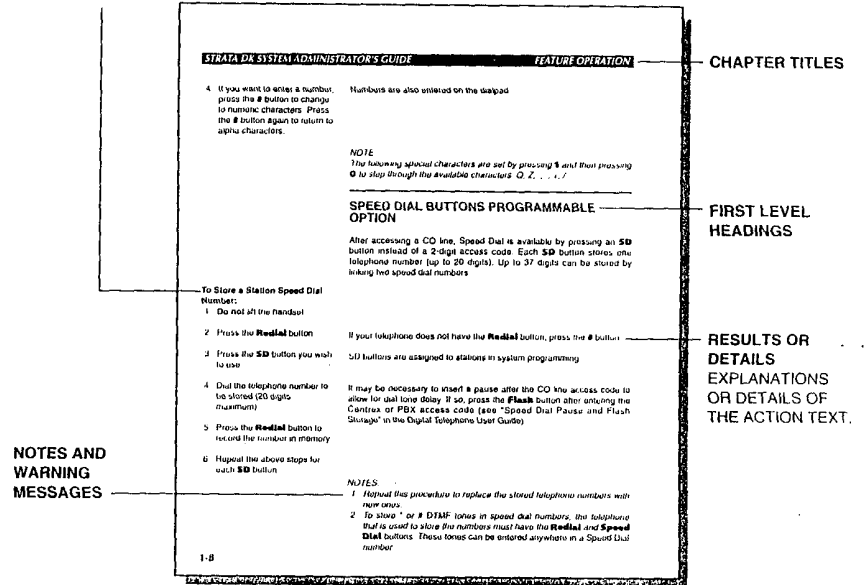 STRATA DK SYSTEM ADMINISTRATOR'S GUIDE FEATURE OPERATION
CHAPTER TITLES
4 If you want to enter a number,
press the # button to change
to numeric characters. Press
the # button again to return to
alpha characters.
Numbers are also entered on the dialpad
NOTE
The following special characters are set by pressing and then pressing
to step through the available characters. Q, Z,
SPEED DIAL BUTTONS PROGRAMMABLE
OPTION
FIRST LEVEL
HEADINGS
After accessing a CO line, Speed Dial is available by pressing an SD
button instead of a 2-digit access code. Each SD button stores one
telephone number (up to 20 digits). Up to 37 digits can be stored by
linking two speed dial numbers
To Store a Station Speed Dial
Number:
1 Do not lift the handset
2 Press the Redial button
If your telephone does not have the Redial button, press the # button
3 Press the SD button you wish
to use
SD buttons are assigned to stations in system programming
4 Dial the telephone number to
be stored (20 digits
maximum)
It may be necessary to insert a pause after the CO line access code to
allow for dial tone delay. If so, press the Flash button after entering the
Centrex or PBX access code (see "Speed Dial Pause and Flash
Storage" in the Digital Telephone User Guide)
5 Press the Redial button to
record the number in memory
6 Repeat the above steps for
each SD button
RESULTS OR
DETAILS
EXPLANATIONS
OR DETAILS OF
THE ACTION TEXT.
NOTES AND
WARNING
MESSAGES
NOTES:
1 Repeat this procedure to replace the stored telephone numbers with
new ones.
2 To store * or # DTMF tones in speed dial numbers, the telephone
that is used to store the numbers must have the Redial and Speed
Dial buttons. These tones can be entered anywhere in a Speed Dial
number
1-8